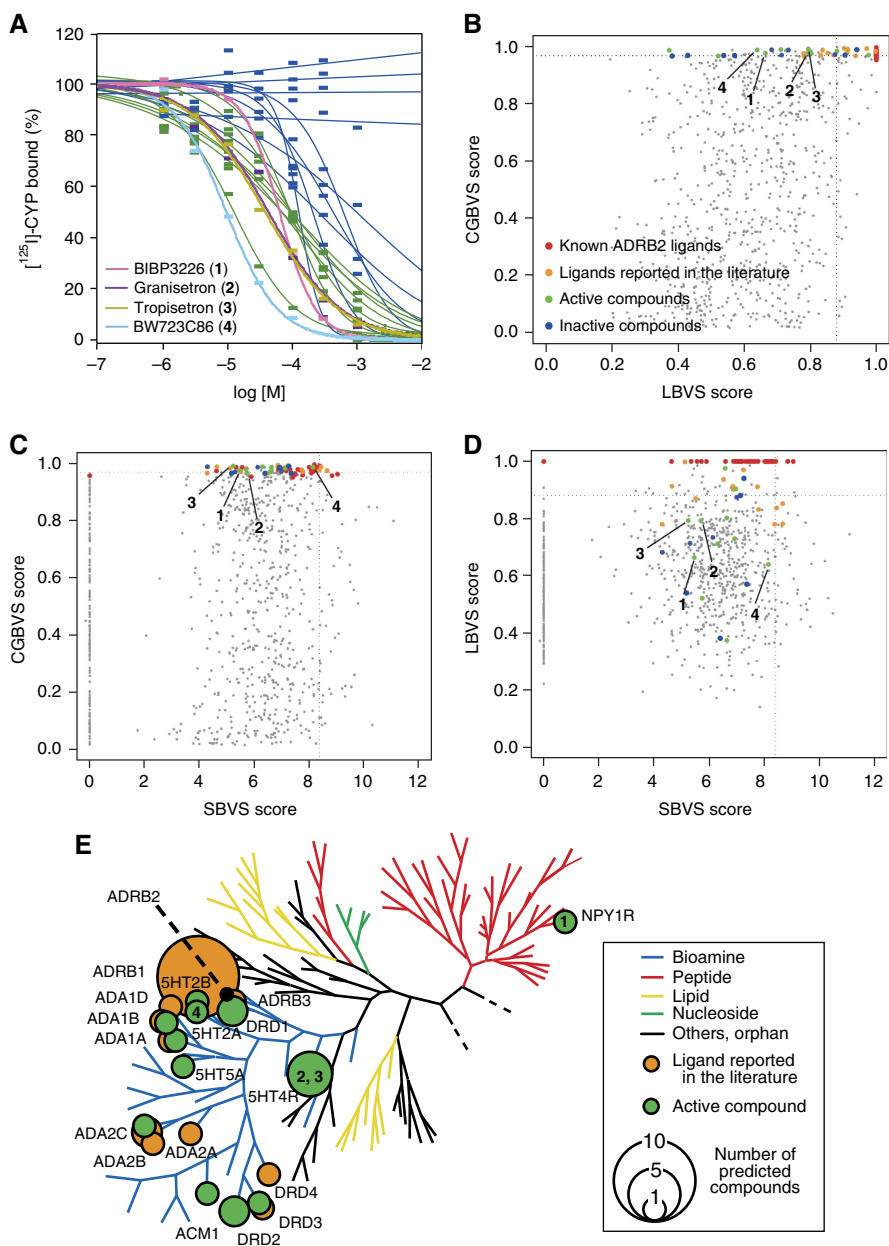 A
120
100
80
60
40
20
0
[125I]-CYP bound (%)
BIBP3226 (1)
Granisetron (2)
Tropisetron (3)
BW723C86 (4)
–7
–6
–5
–4
–3
–2
log [M]
B
1.0
0.8
0.6
0.4
0.2
0.0
CGBVS score
4
1
2
3
Known ADRB2 ligands
Ligands reported in the literature
Active compounds
Inactive compounds
0.0
0.2
0.4
0.6
0.8
1.0
LBVS score
C
1.0
0.8
0.6
0.4
0.2
0.0
CGBVS score
3
1
2
4
0
2
4
6
8
10
12
SBVS score
D
1.0
0.8
0.6
0.4
0.2
0.0
LBVS score
3
2
1
4
0
2
4
6
8
10
12
SBVS score
E
ADRB2
NPY1R
1
ADRB1
5HT2B
ADA1D
ADRB3
4
ADA1B
5HT2A
DRD1
ADA1A
5HT5A
2, 3
5HT4R
ADA2C
ADA2B
ADA2A
DRD4
ACM1
DRD3
DRD2
Bioamine
Peptide
Lipid
Nucleoside
Others, orphan
Ligand reported
in the literature
Active compound
10
5
1
Number of
predicted
compounds